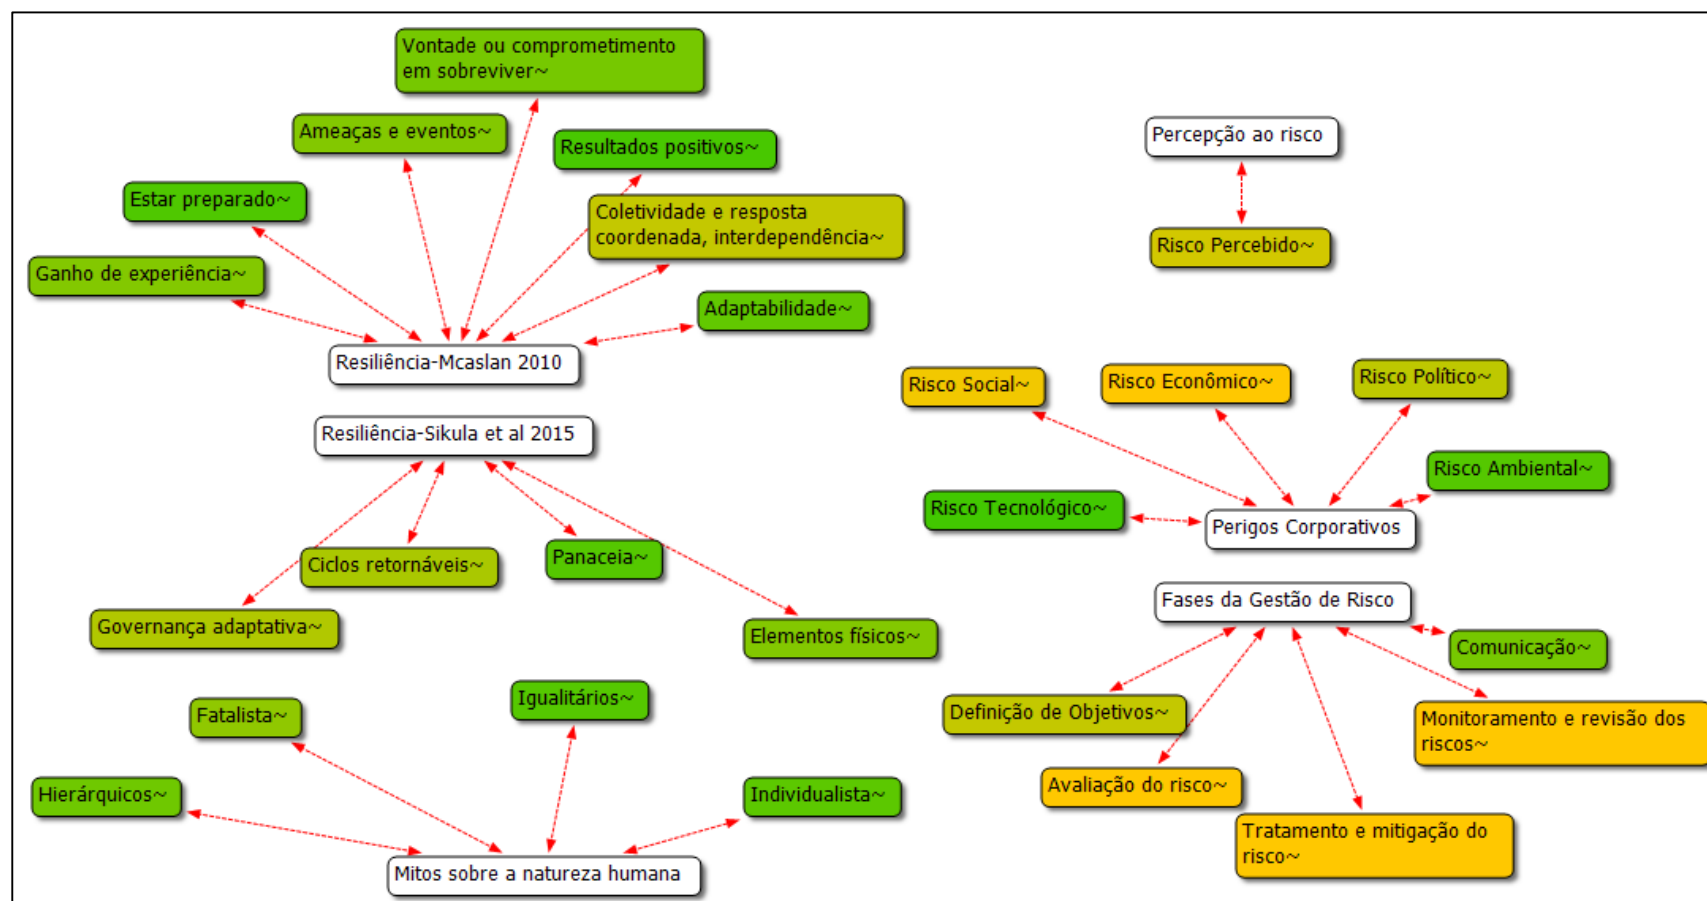 Vontade ou comprometimento
em sobreviver~
Ameaças e eventos~
Resultados positivos~
Estar preparado~
Coletividade e resposta
coordenada, interdependência~
Ganho de experiência~
Adaptabilidade~
Resiliência-Mcaslan 2010
Resiliência-Sikula et al 2015
Ciclos retornáveis~
Panaceia~
Governança adaptativa~
Elementos físicos~
Igualitários~
Fatalista~
Hierárquicos~
Individualista~
Mitos sobre a natureza humana
Percepção ao risco
Risco Percebido~
Risco Social~
Risco Econômico~
Risco Político~
Risco Ambiental~
Risco Tecnológico~
Perigos Corporativos
Fases da Gestão de Risco
Comunicação~
Definição de Objetivos~
Monitoramento e revisão dos
riscos~
Avaliação do risco~
Tratamento e mitigação do
risco~